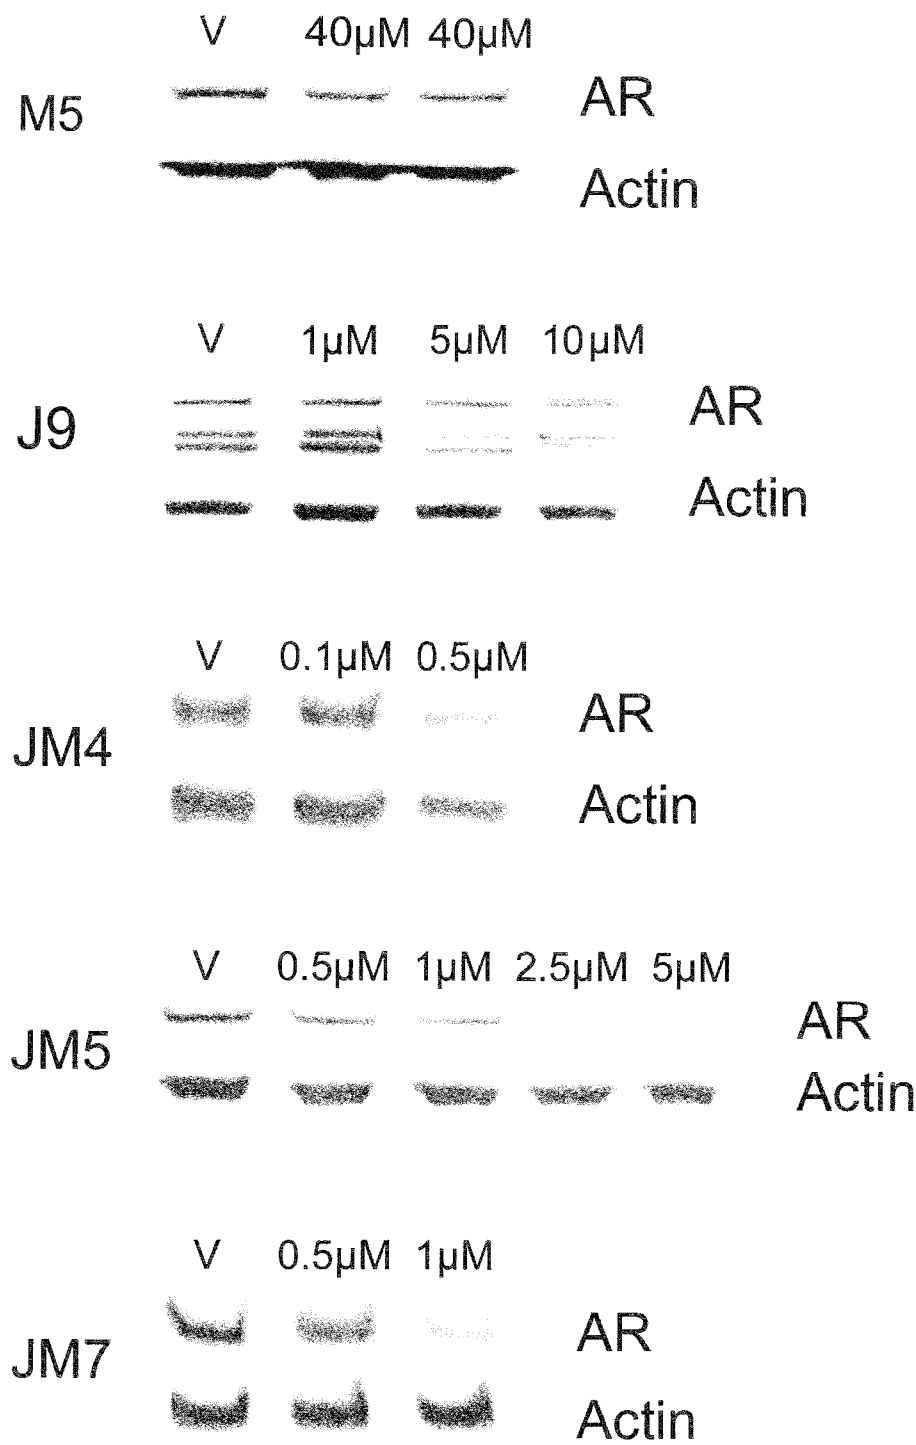 V 40µM 40µM
M5 AR
Actin
V 1µM 5µM 10µM
J9 AR
Actin
V 0.1µM 0.5µM
JM4 AR
Actin
V 0.5µM 1µM 2.5µM 5µM
JM5 AR
Actin
V 0.5µM 1µM
JM7 AR
Actin